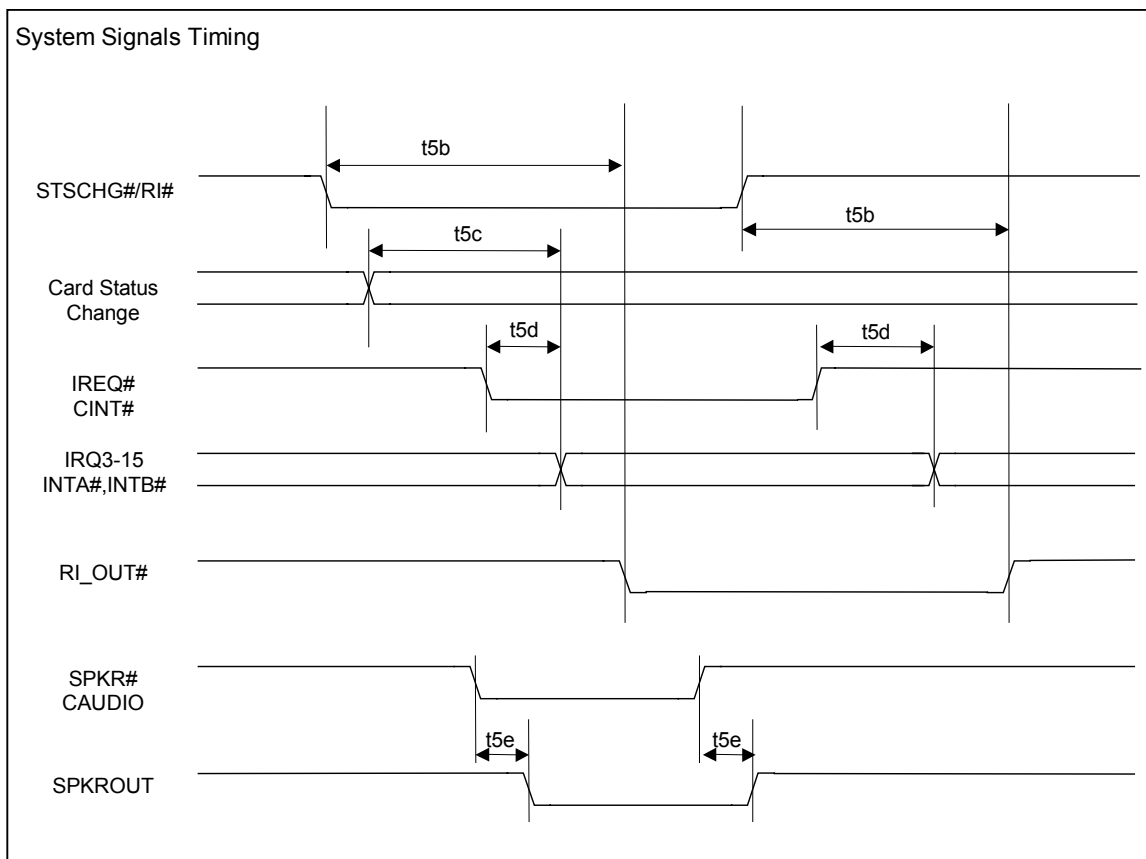 System Signals Timing
t5b
STSCHG#/RI#
t5b
t5c
Card Status
Change
t5d
t5d
IREQ#
CINT#
IRQ3-15
INTA#,INTB#
RI_OUT#
SPKR#
CAUDIO
t5e
t5e
SPKROUT